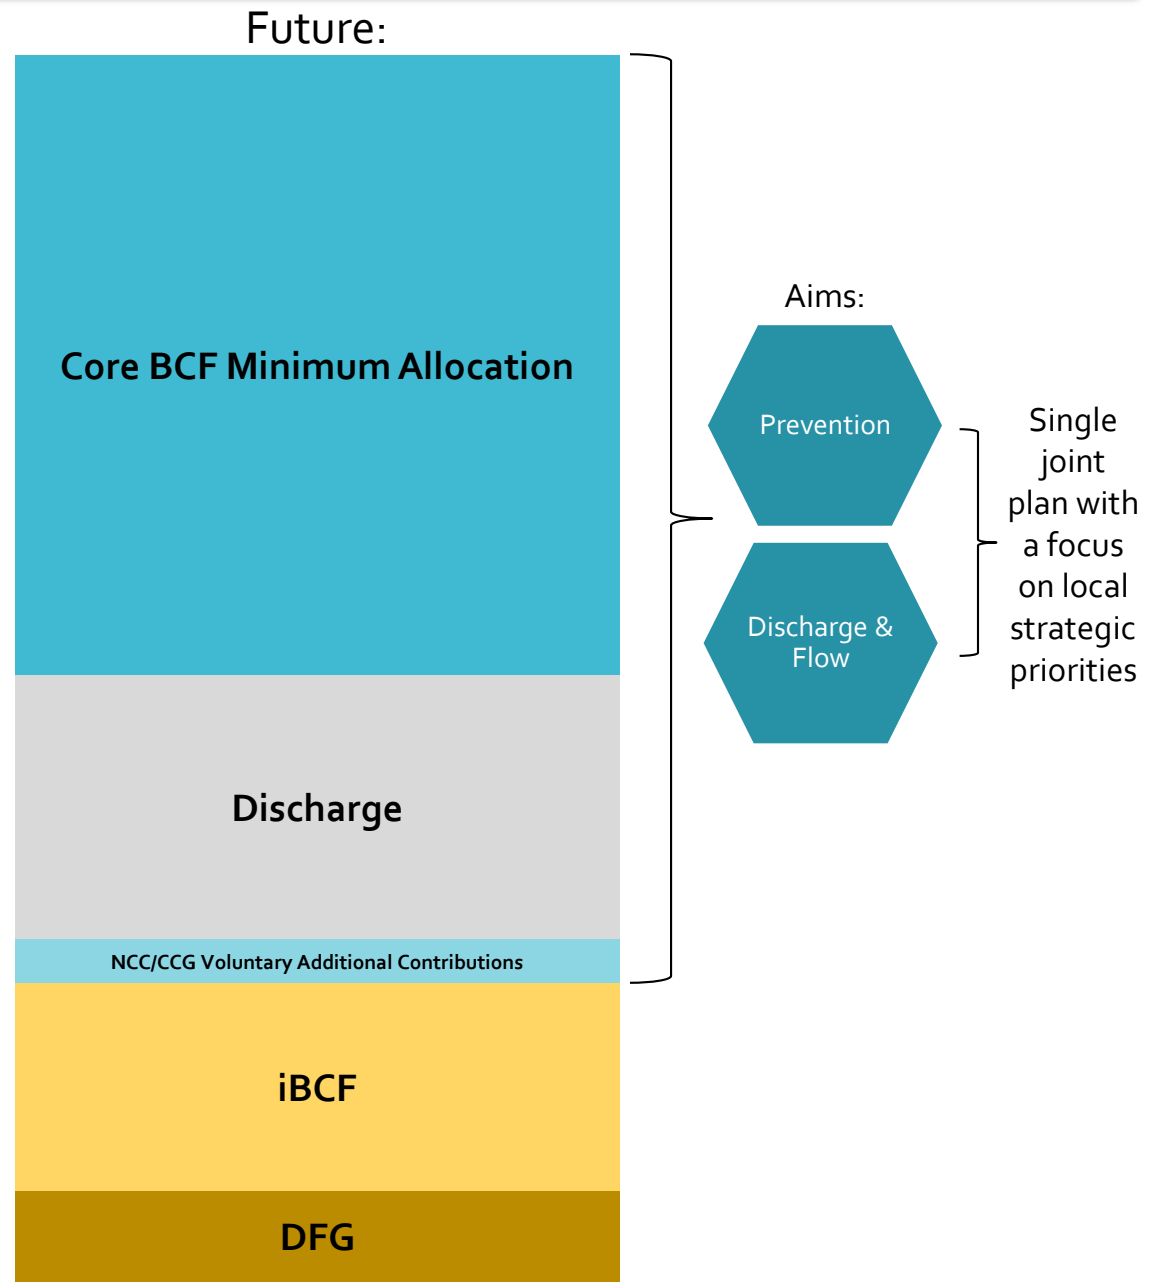 Future:
Core BCF Minimum Allocation
Discharge
NCC/CCG Voluntary Additional Contributions
iBCF
DFG
Aims:
Prevention
Discharge &
Flow
Single
joint
plan with
a focus
on local
strategic
priorities